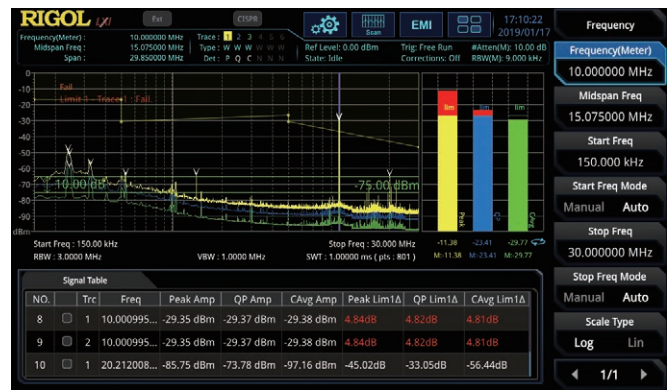 RIGOL LXI Ext CISPR Scan EMI 17:10:22 2019/01/17
Frequency(Meter) : 10.000000 MHz Trace : 1 2 3 4 5 6
Midspan Freq : 15.075000 MHz Type : W W W W W W Ref Level: 0.00 dBm Trig: Free Run #Atten(M): 10.00 dB
Span : 29.850000 MHz Det : P Q C N N N State: Idle Corrections: Off RBW(M): 9.000 kHz
0
-10
-20
-30
-40
-50
-60
-70
-80
-90
dBm
Fail
Limit 1 - Trace 1 : Fail
10.00 dB -75.00 dBm
lim lim lim
Peak QP CAvg
-11.38 -23.41 -29.77
M:-11.38 M:-23.41 M:-29.77
Start Freq : 150.00 kHz Stop Freq : 30.000 MHz
RBW : 3.0000 MHz VBW : 1.0000 MHz SWT : 1.00000 ms ( pts : 801 )
Signal Table
NO. Trc Freq Peak Amp QP Amp CAvg Amp Peak Lim1Δ QP Lim1Δ CAvg Lim1Δ
8 1 10.000995... -29.35 dBm -29.37 dBm -29.38 dBm 4.84dB 4.82dB 4.81dB
9 2 10.000995... -29.35 dBm -29.37 dBm -29.38 dBm 4.84dB 4.82dB 4.81dB
10 1 20.212008... -85.75 dBm -73.78 dBm -97.16 dBm -45.02dB -33.05dB -56.44dB
Frequency
Frequency(Meter)
10.000000 MHz
Midspan Freq
15.075000 MHz
Start Freq
150.000 kHz
Start Freq Mode
Manual Auto
Stop Freq
30.000000 MHz
Stop Freq Mode
Manual Auto
Scale Type
Log Lin
1/1